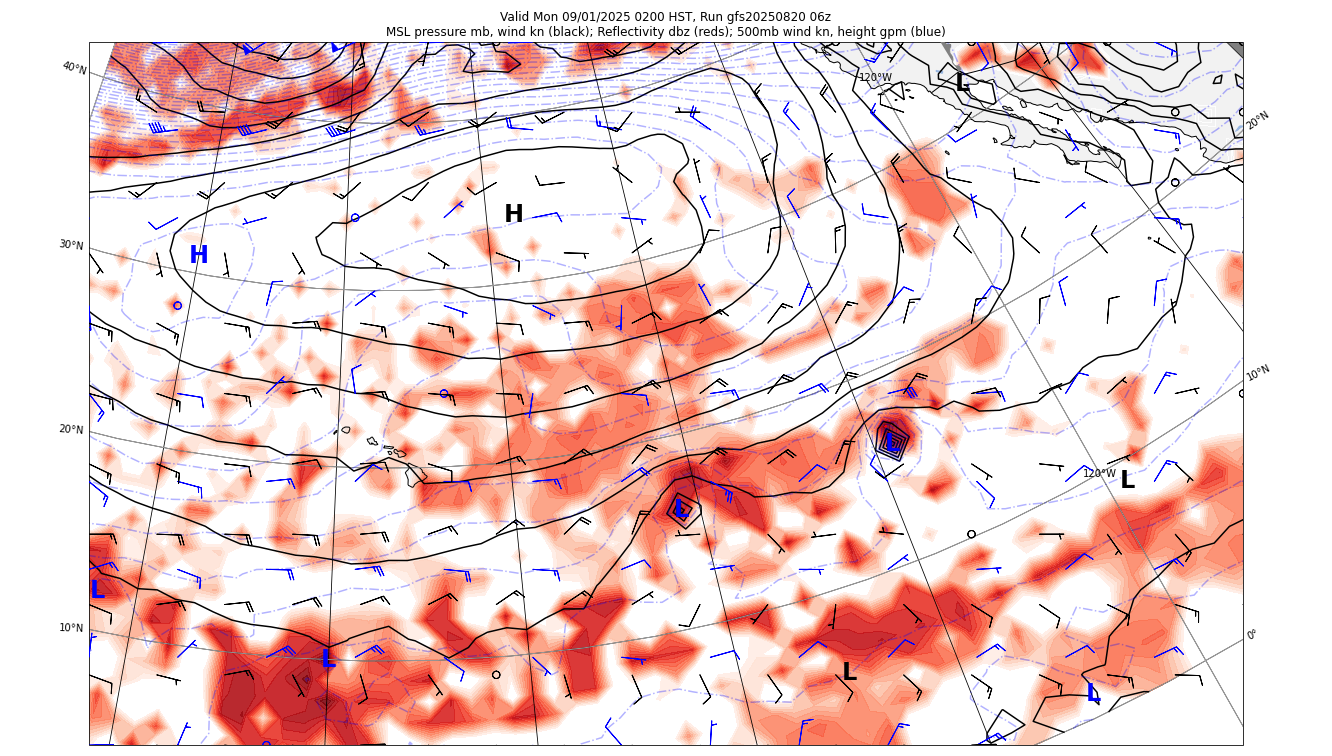 Valid Mon 09/01/2025 0200 HST, Run gfs20250820 06z
MSL pressure mb, wind kn (black); Reflectivity dbz (reds); 500mb wind kn, height gpm (blue)
40°N
120°W
L
20°N
H
30°N
H
10°N
20°N
L
120°W
L
L
L
10°N
0°
L
L
L